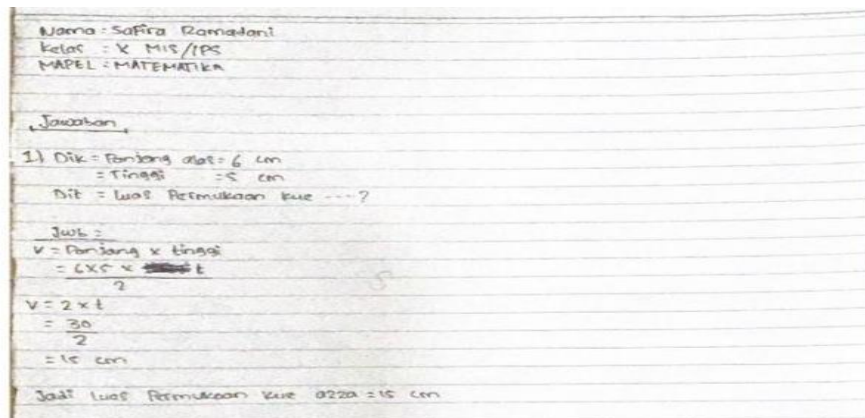 Nama : Safira Ramadani
Kelas : X MIS/IPS
MAPEL : MATEMATIKA
Jawaban
1) Dik = Panjang alas = 6 cm
= Tinggi = 5 cm
Dit = Luas Permukaan kue ---- ?
Jwb =
V = Panjang x tinggi
= 6x5 x t
2
V = 2 x t
= 30
2
= 15 cm
Jadi luas Permukaan kue azza = 15 cm